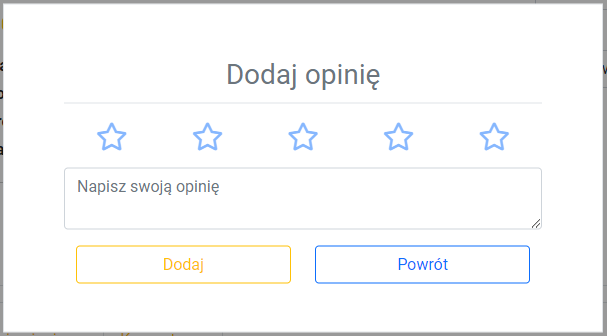 Dodaj opinię
Napisz swoją opinię
Dodaj
Powrót